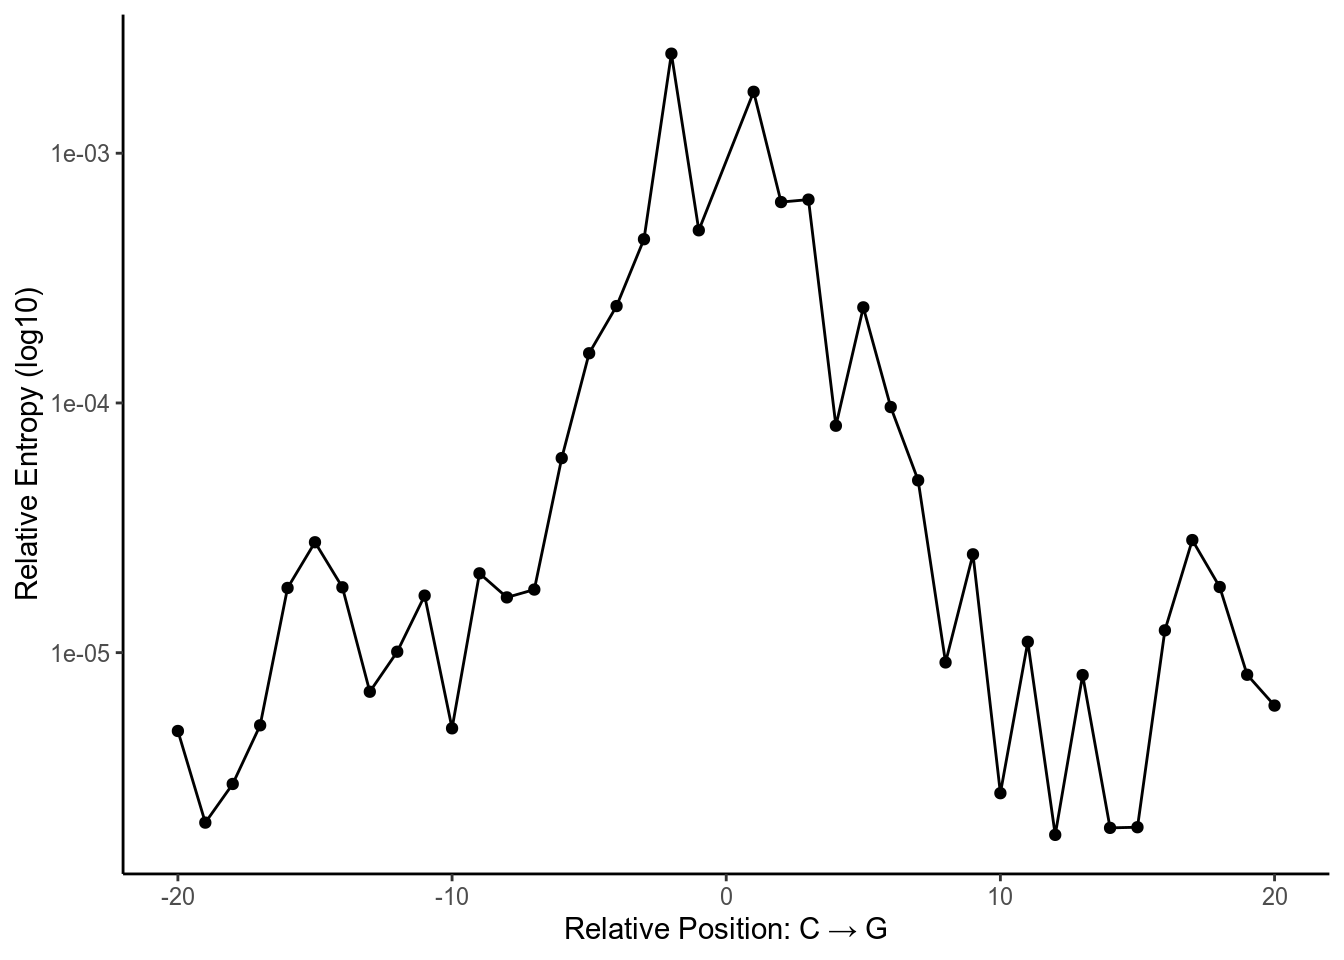 1e-03
1e-04
1e-05
Relative Entropy (log10)
-20
-10
0
10
20
Relative Position: C → G